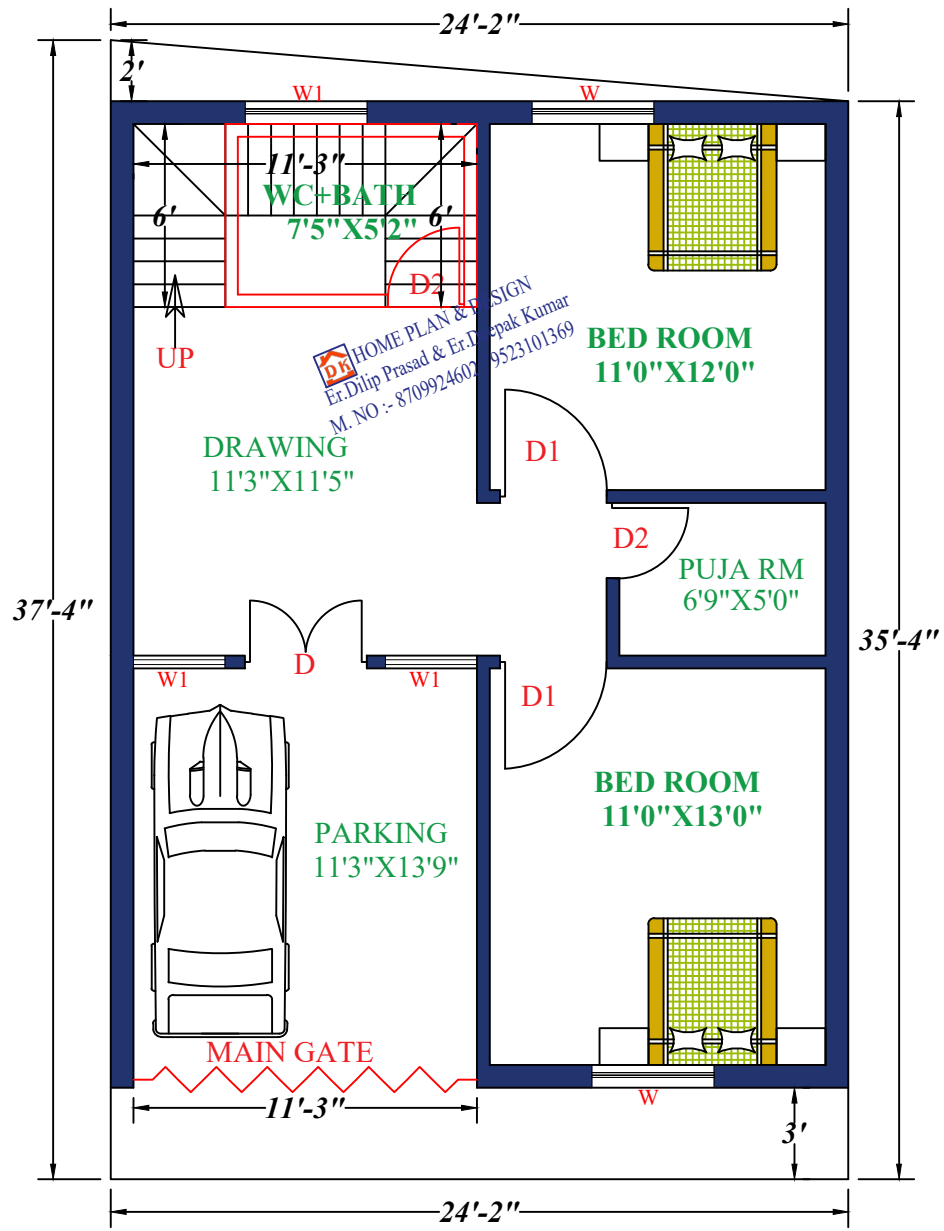 24'-2"
2'
W1
W
11'-3"
WC+BATH
7'5"X5'2"
6'
6'
D2
UP
DK
HOME PLAN & DESIGN
Er.Dilip Prasad & Er.Deepak Kumar
M. NO :- 8709924602 9523101369
BED ROOM
11'0"X12'0"
DRAWING
11'3"X11'5"
D1
D2
PUJA RM
6'9"X5'0"
37'-4"
35'-4"
D
W1
W1
D1
BED ROOM
11'0"X13'0"
PARKING
11'3"X13'9"
MAIN GATE
11'-3"
W
3'
24'-2"